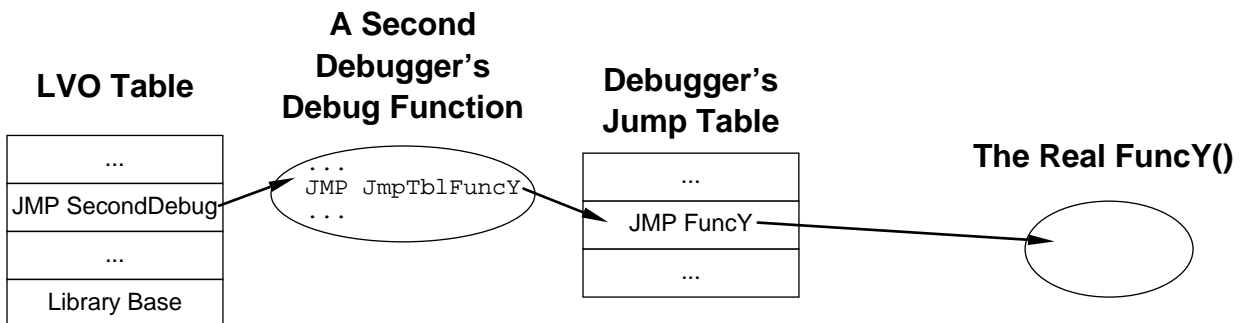 LVO Table
...
JMP SecondDebug
...
Library Base
A Second
Debugger’s
Debug Function
...
JMP JmpTblFuncY
...
Debugger’s
Jump Table
...
JMP FuncY
...
The Real FuncY()